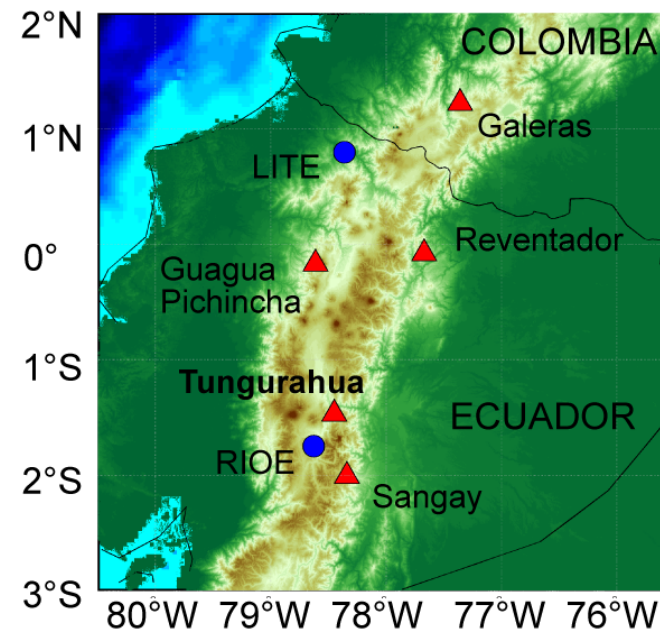 2°N
COLOMBIA
Galeras
1°N
LITE
Reventador
0°
Guagua
Pichincha
1°S
Tungurahua
ECUADOR
RIOE
2°S
Sangay
3°S
80°W 79°W 78°W 77°W 76°W